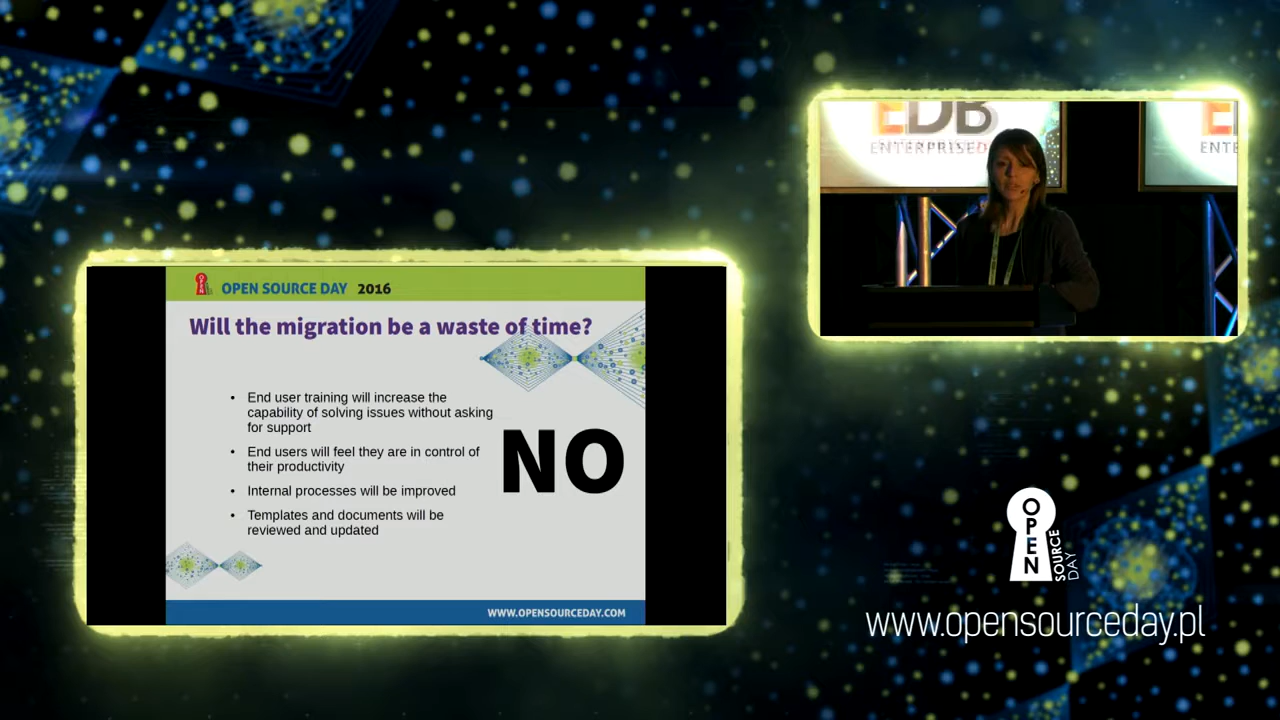 OPEN SOURCE DAY 2016
Will the migration be a waste of time?
• End user training will increase the
capability of solving issues without asking
for support
• End users will feel they are in control of
their productivity
• Internal processes will be improved
• Templates and documents will be
reviewed and updated
NO
WWW.OPENSOURCEDAY.COM
EDB
ENTERPRISED
E
ENTE
OPEN
SOURCE
DAY
www.opensourceday.pl